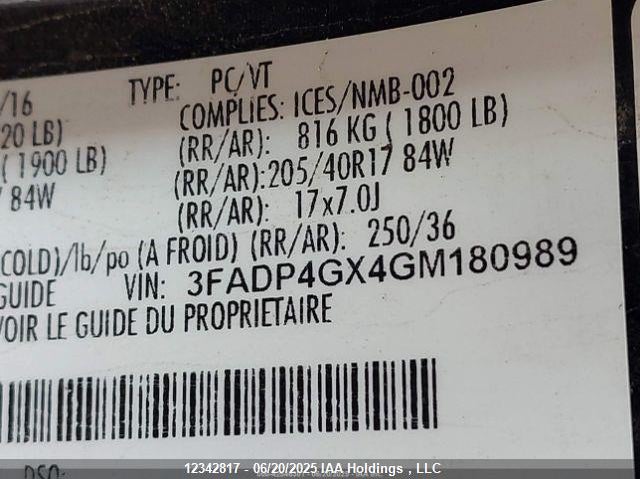 /16 TYPE: PC/VT
20 LB) COMPLIES: ICES/NMB-002
( 1900 LB) (RR/AR): 816 KG ( 1800 LB)
84W (RR/AR):205/40R17 84W
(RR/AR): 17x7.0J
COLD)/lb/po (A FROID) (RR/AR): 250/36
GUIDE VIN: 3FADP4GX4GM180989
VOIR LE GUIDE DU PROPRIETAIRE
DSO:
12342817 - 06/20/2025 IAA Holdings , LLC